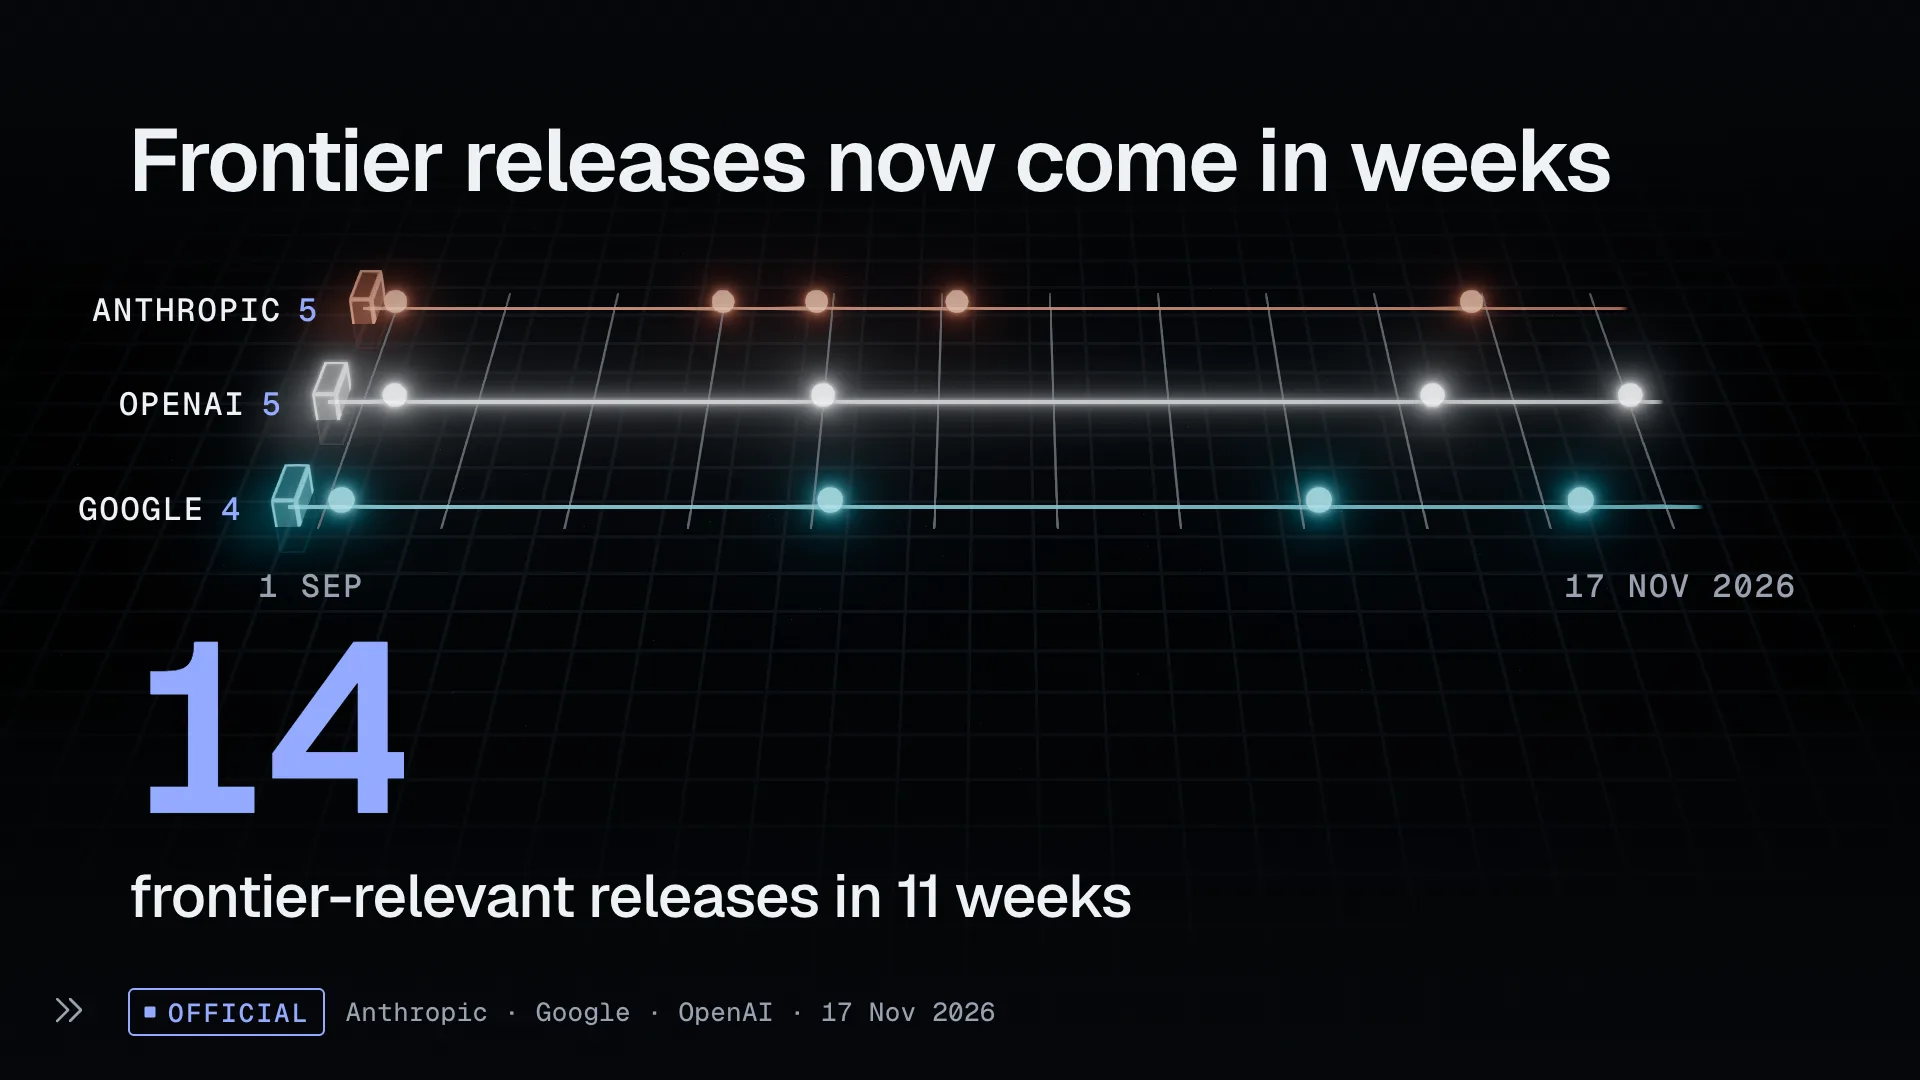 Frontier releases now come in weeks
ANTHROPIC 5
OPENAI 5
GOOGLE 4
1 SEP
17 NOV 2026
14
frontier-relevant releases in 11 weeks
OFFICIAL Anthropic · Google · OpenAI · 17 Nov 2026